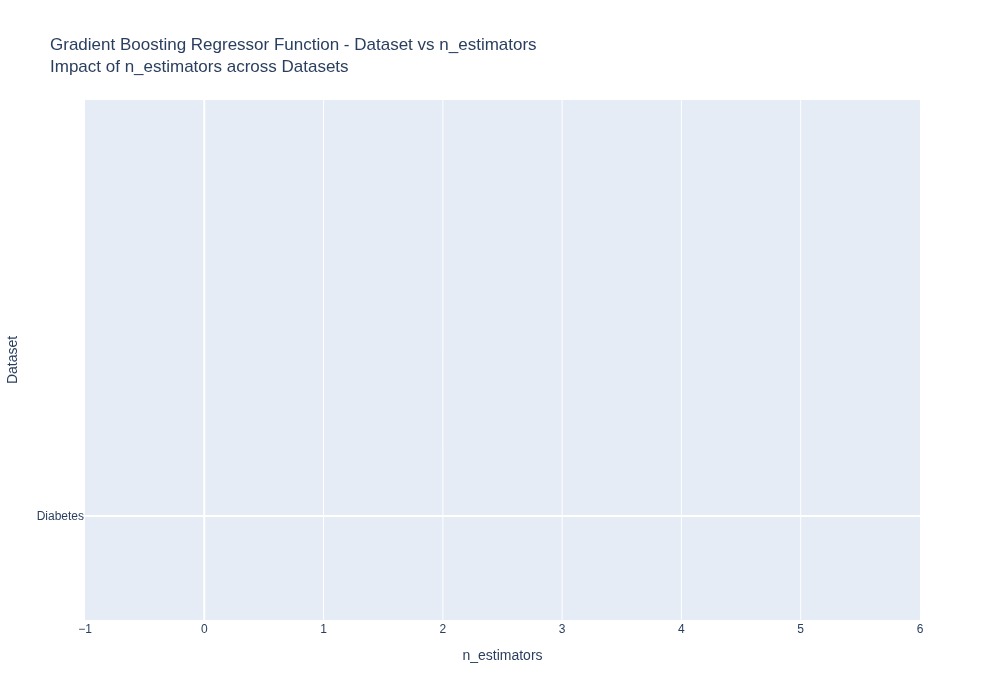 Gradient Boosting Regressor Function - Dataset vs n_estimators
Impact of n_estimators across Datasets
Dataset
Diabetes
−1 0 1 2 3 4 5 6
n_estimators